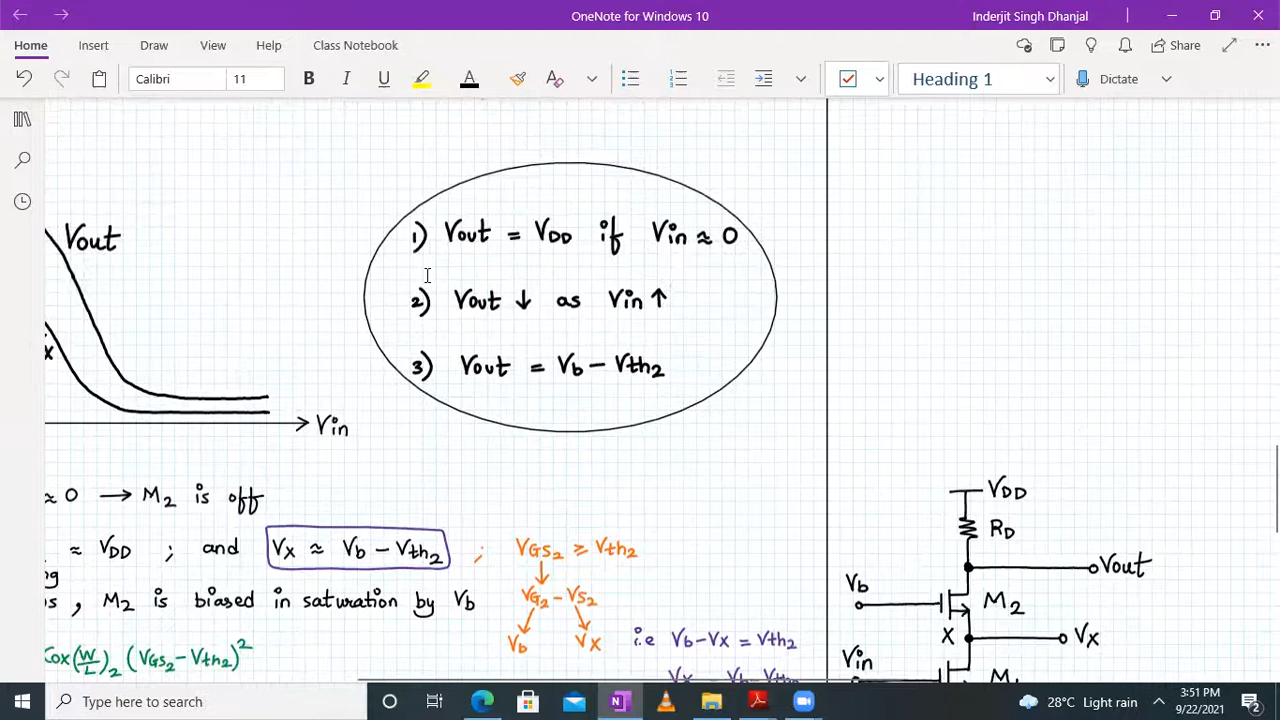 OneNote for Windows 10
Inderjit Singh Dhanjal
Home Insert Draw View Help Class Notebook
Share
Calibri 11 B I U A Heading 1 Dictate
Vout
1) Vout = VDD if Vin ≈ 0
2) Vout ↓ as Vin ↑
3) Vout = Vb - Vth2
x
Vin
≈ 0 → M2 is off
≈ VDD ; and Vx ≈ Vb - Vth2 ; VGS2 ≥ Vth2
s , M2 is biased in saturation by Vb
VG2 - VS2
Vb Vx
i.e Vb - Vx = Vth2
Cox (W/L)2 (VGS2 - Vth2)²
VDD
RD
Vout
Vb
M2
X
Vx
Vin
Type here to search
28°C Light rain
3:51 PM
9/22/2021
2